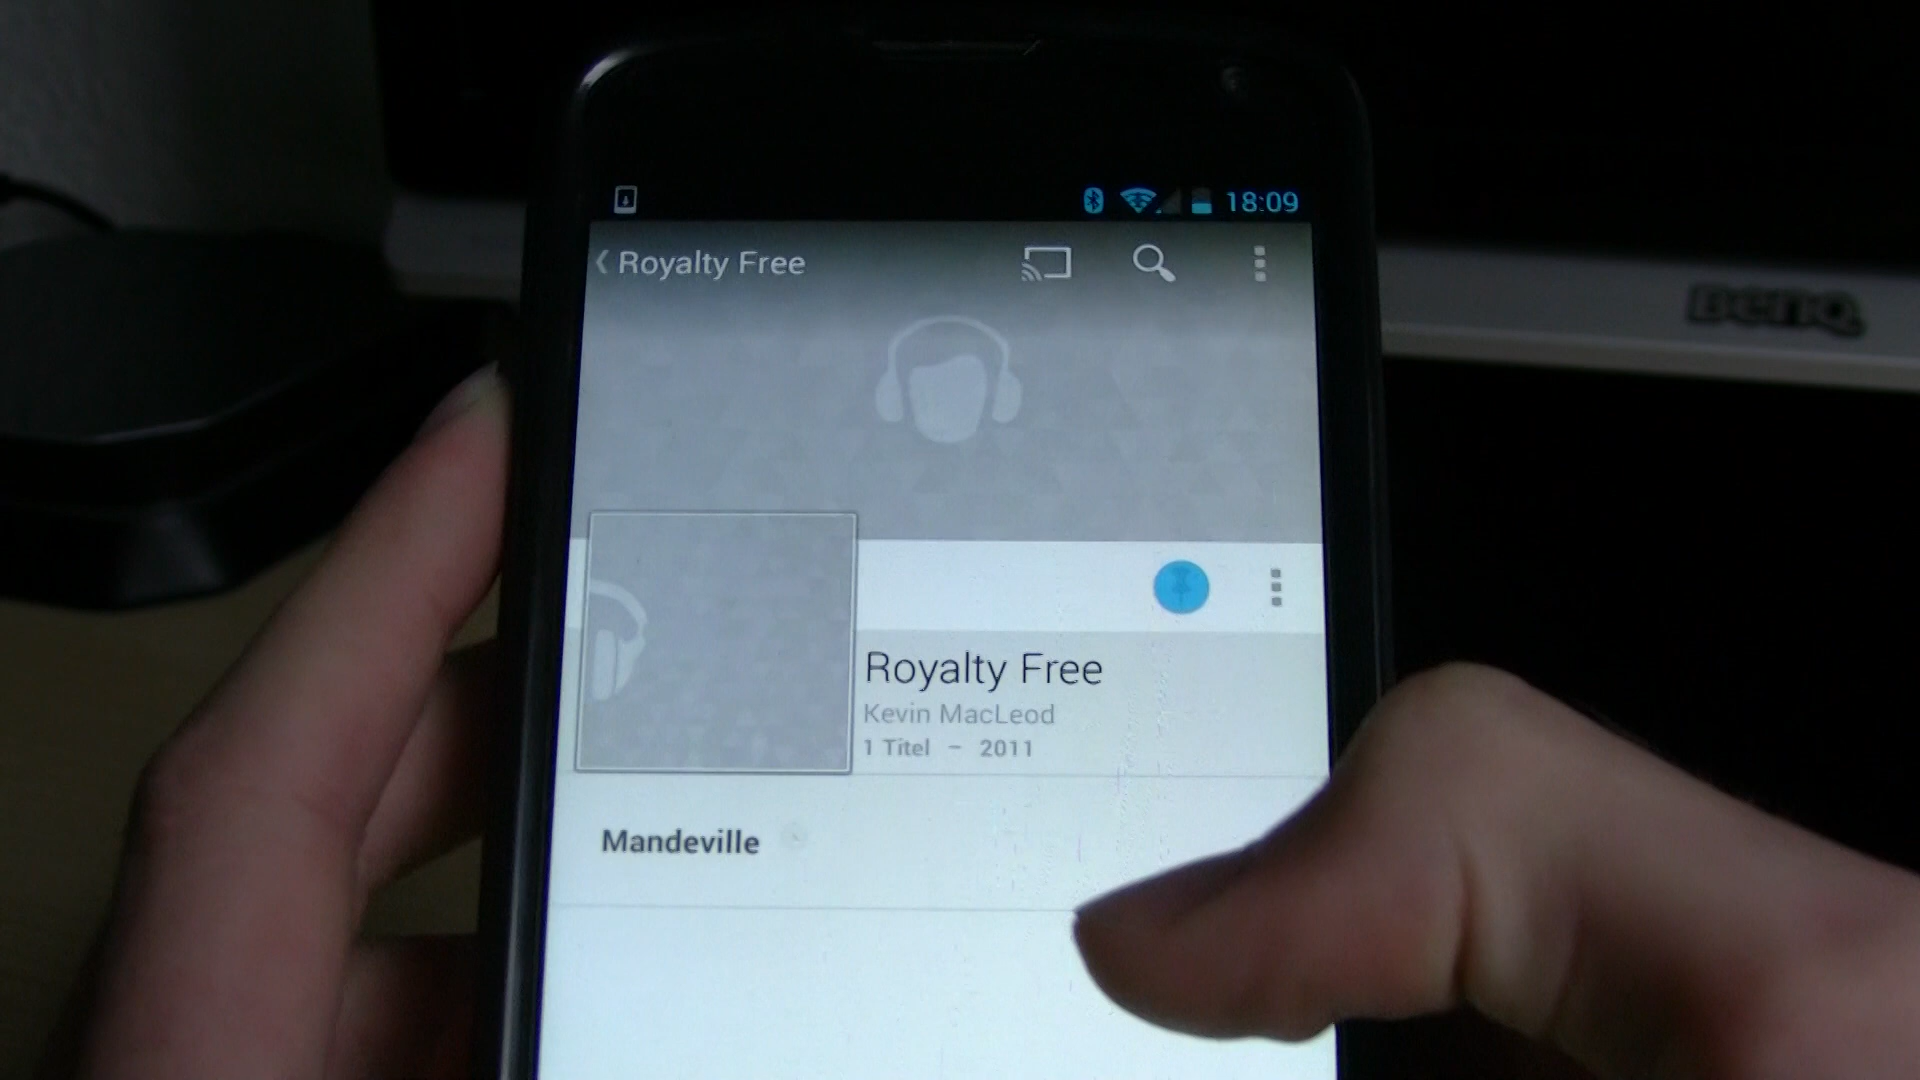 18:09
Royalty Free
BenQ
Royalty Free
Kevin MacLeod
1 Titel – 2011
Mandeville